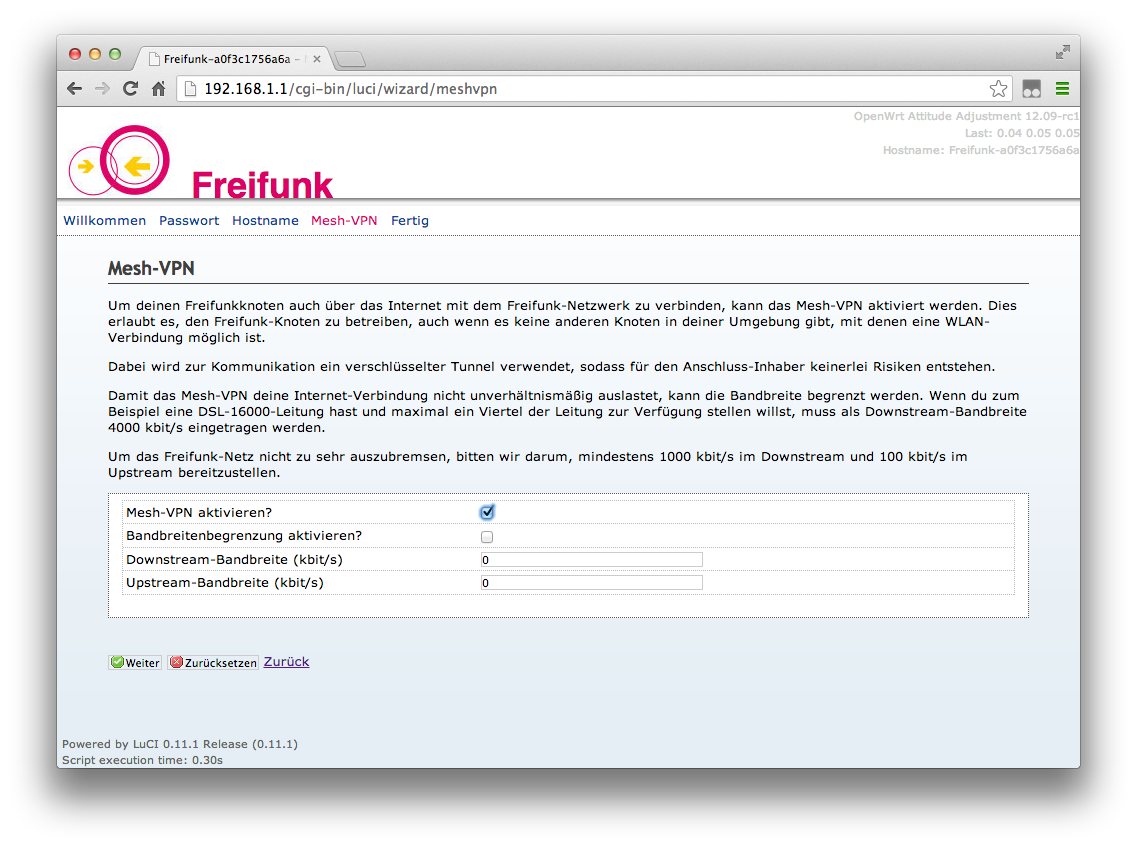 Freifunk-a0f3c1756a6a –
192.168.1.1/cgi-bin/luci/wizard/meshvpn
OpenWrt Attitude Adjustment 12.09-rc1
Last: 0.04 0.05 0.05
Hostname: Freifunk-a0f3c1756a6a
Freifunk
Willkommen Passwort Hostname Mesh-VPN Fertig
Mesh-VPN
Um deinen Freifunkknoten auch über das Internet mit dem Freifunk-Netzwerk zu verbinden, kann das Mesh-VPN aktiviert werden. Dies
erlaubt es, den Freifunk-Knoten zu betreiben, auch wenn es keine anderen Knoten in deiner Umgebung gibt, mit denen eine WLAN-
Verbindung möglich ist.
Dabei wird zur Kommunikation ein verschlüsselter Tunnel verwendet, sodass für den Anschluss-Inhaber keinerlei Risiken entstehen.
Damit das Mesh-VPN deine Internet-Verbindung nicht unverhältnismäßig auslastet, kann die Bandbreite begrenzt werden. Wenn du zum
Beispiel eine DSL-16000-Leitung hast und maximal ein Viertel der Leitung zur Verfügung stellen willst, muss als Downstream-Bandbreite
4000 kbit/s eingetragen werden.
Um das Freifunk-Netz nicht zu sehr auszubremsen, bitten wir darum, mindestens 1000 kbit/s im Downstream und 100 kbit/s im
Upstream bereitzustellen.
Mesh-VPN aktivieren?
Bandbreitenbegrenzung aktivieren?
Downstream-Bandbreite (kbit/s) 0
Upstream-Bandbreite (kbit/s) 0
Weiter Zurücksetzen Zurück
Powered by LuCI 0.11.1 Release (0.11.1)
Script execution time: 0.30s